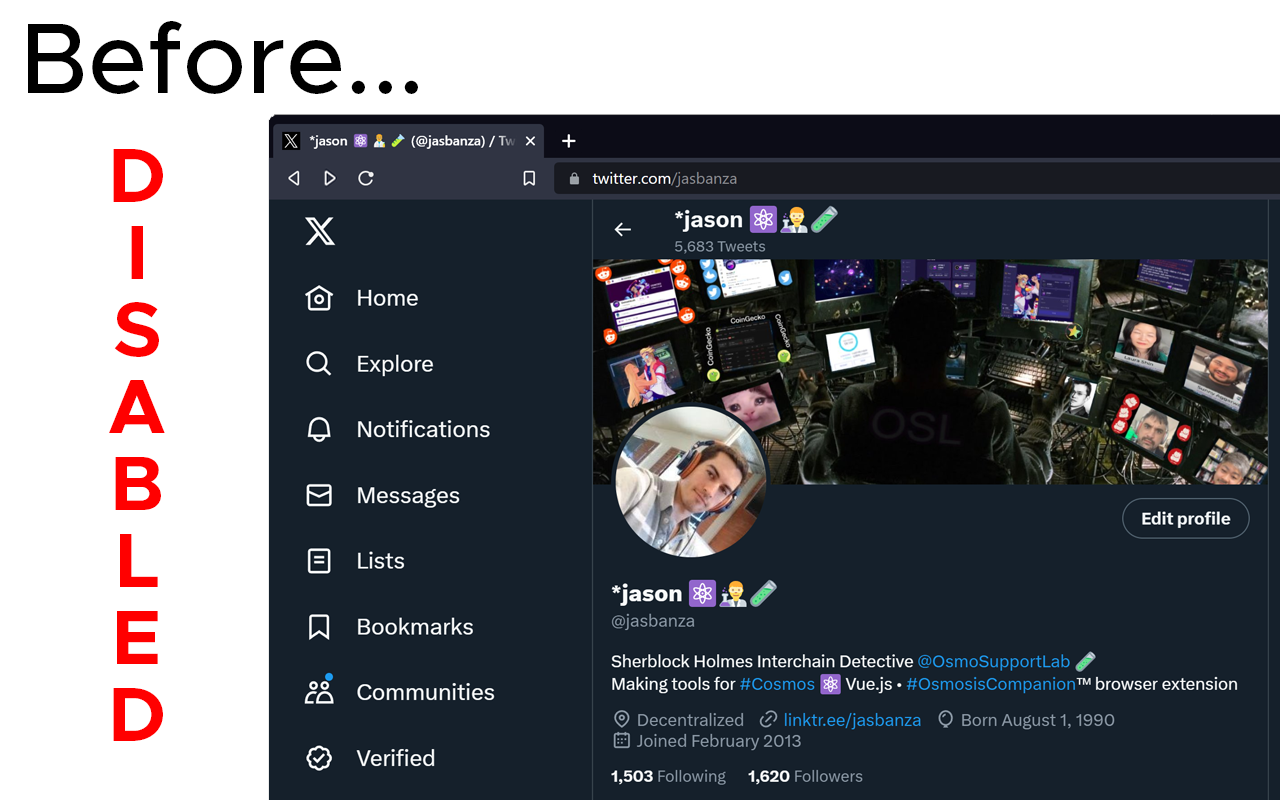 Before...
DISABLED
*jason ⚛️👨‍🔬🧪 (@jasbanza) / Tw
twitter.com/jasbanza
*jason ⚛️👨‍🔬🧪
5,683 Tweets
Home
Explore
Notifications
Messages
Lists
Bookmarks
Communities
Verified
CoinGecko
CoinGecko
CoinGecko
Laura Shin
OSL
Edit profile
*jason ⚛️👨‍🔬🧪
@jasbanza
Sherblock Holmes Interchain Detective @OsmoSupportLab 🧪
Making tools for #Cosmos ⚛️ Vue.js • #OsmosisCompanion™ browser extension
Decentralized linktr.ee/jasbanza Born August 1, 1990
Joined February 2013
1,503 Following 1,620 Followers